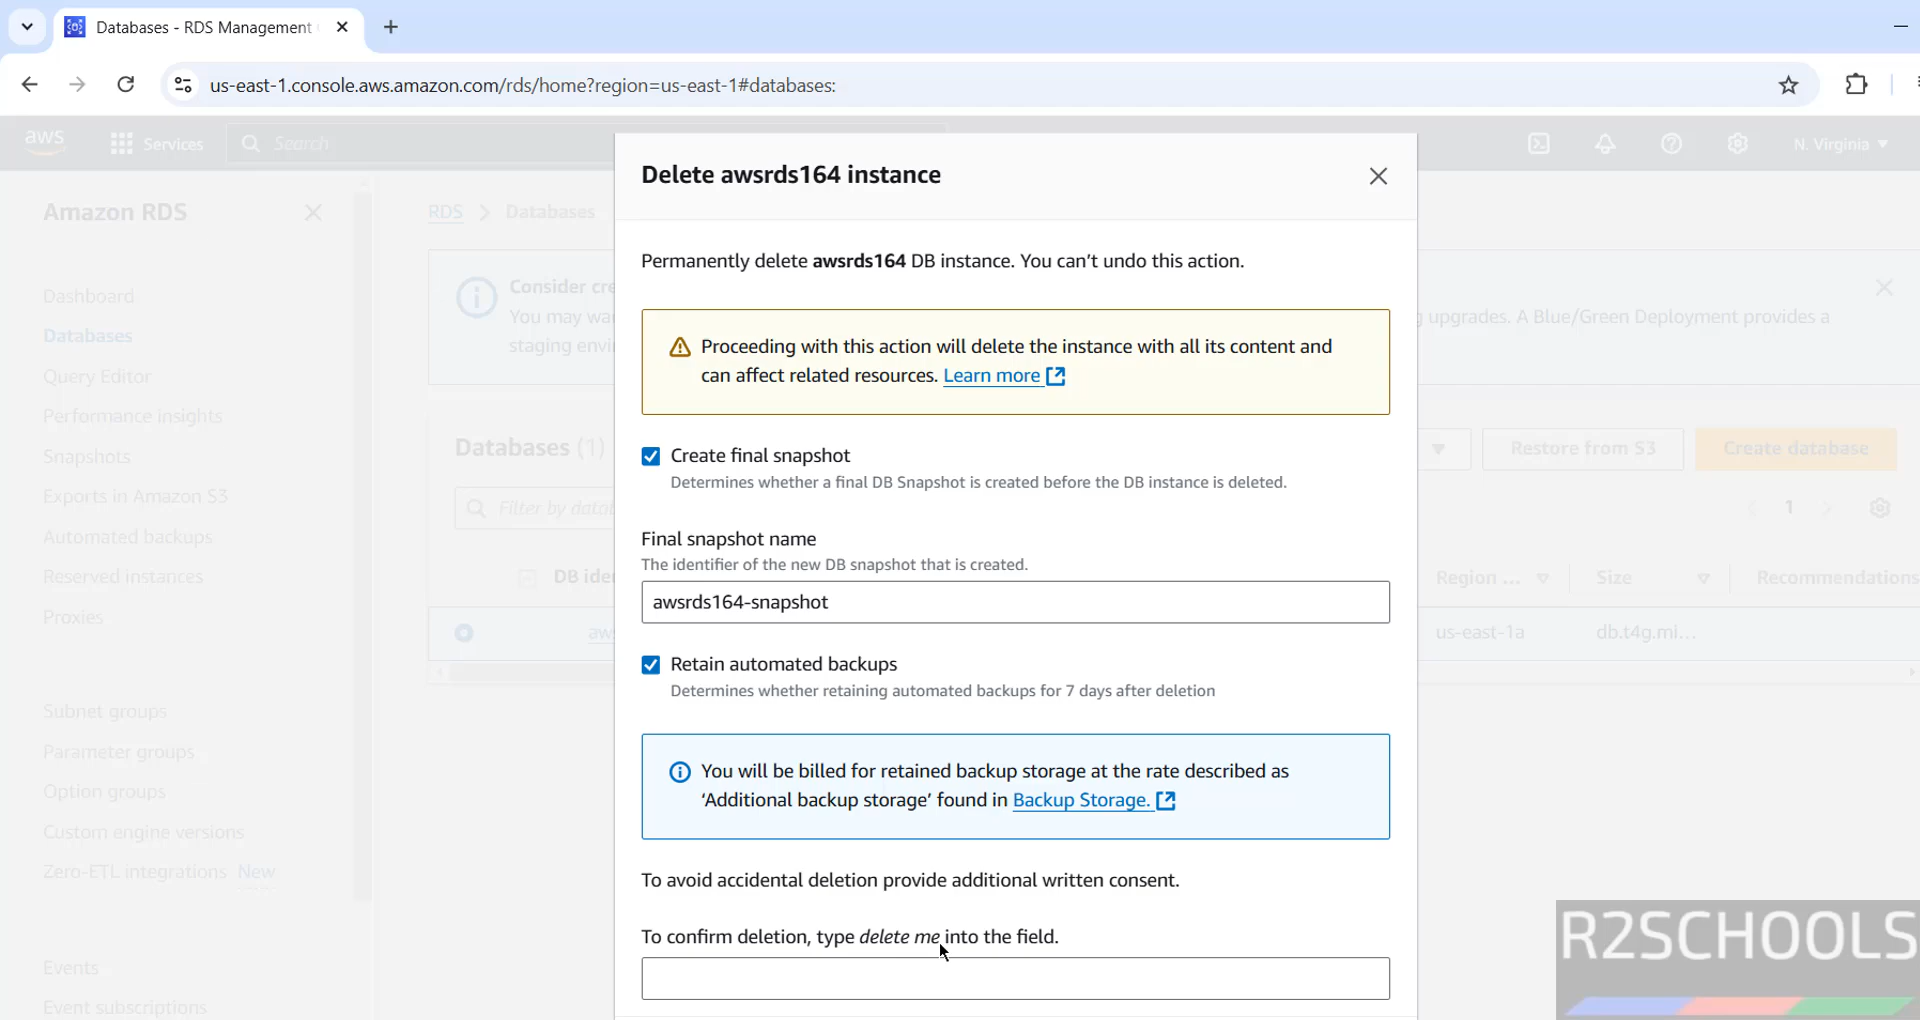 Databases - RDS Management
us-east-1.console.aws.amazon.com/rds/home?region=us-east-1#databases:
aws
Services
Search
N. Virginia
Amazon RDS
Dashboard
Databases
Query Editor
Performance insights
Snapshots
Exports in Amazon S3
Automated backups
Reserved instances
Proxies
Subnet groups
Parameter groups
Option groups
Custom engine versions
Zero-ETL integrations New
Events
Event subscriptions
RDS > Databases
Consider cre
You may wa
staging envi
g upgrades. A Blue/Green Deployment provides a
Databases (1)
Restore from S3
Create database
Filter by datab
1
DB ide
Region ...
Size
Recommendations
aws
us-east-1a
db.t4g.mi...
Delete awsrds164 instance
Permanently delete awsrds164 DB instance. You can't undo this action.
Proceeding with this action will delete the instance with all its content and
can affect related resources. Learn more
Create final snapshot
Determines whether a final DB Snapshot is created before the DB instance is deleted.
Final snapshot name
The identifier of the new DB snapshot that is created.
awsrds164-snapshot
Retain automated backups
Determines whether retaining automated backups for 7 days after deletion
You will be billed for retained backup storage at the rate described as
'Additional backup storage' found in Backup Storage.
To avoid accidental deletion provide additional written consent.
To confirm deletion, type delete me into the field.
R2SCHOOLS